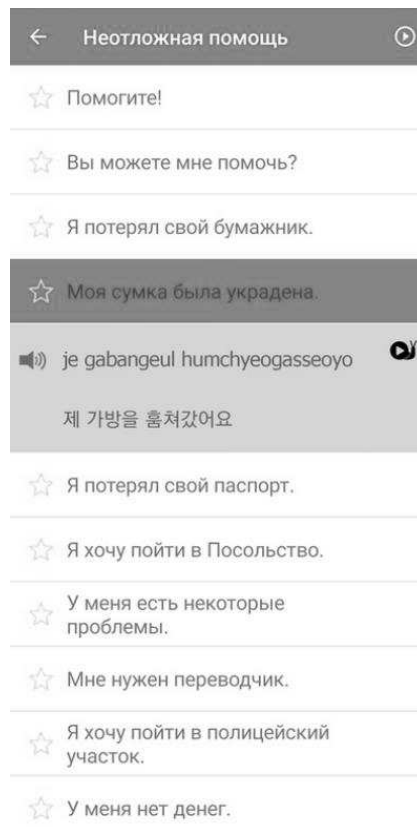 Неотложная помощь
Помогите!
Вы можете мне помочь?
Я потерял свой бумажник.
Моя сумка была украдена.
je gabangeul humchyeogasseoyo
제 가방을 훔쳐갔어요
Я потерял свой паспорт.
Я хочу пойти в Посольство.
У меня есть некоторые
проблемы.
Мне нужен переводчик.
Я хочу пойти в полицейский
участок.
У меня нет денег.